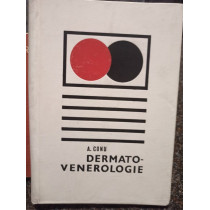 A. CONU
DERMATO-
VENEROLOGIE